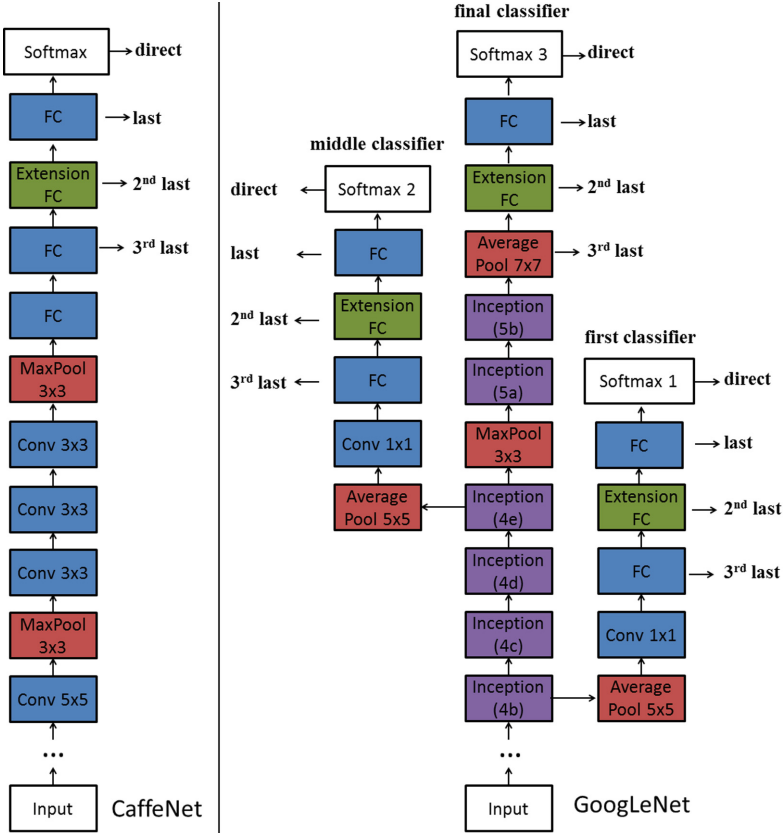 Softmax
direct
FC
last
Extension
FC
2nd last
FC
3rd last
FC
MaxPool
3x3
Conv 3x3
Conv 3x3
Conv 3x3
MaxPool
3x3
Conv 5x5
...
Input
CaffeNet
middle classifier
direct
Softmax 2
last
FC
2nd last
Extension
FC
3rd last
FC
Conv 1x1
Average
Pool 5x5
final classifier
Softmax 3
direct
FC
last
Extension
FC
2nd last
Average
Pool 7x7
3rd last
Inception
(5b)
Inception
(5a)
MaxPool
3x3
Inception
(4e)
Inception
(4d)
Inception
(4c)
Inception
(4b)
...
Input
first classifier
Softmax 1
direct
FC
last
Extension
FC
2nd last
FC
3rd last
Conv 1x1
Average
Pool 5x5
GoogLeNet